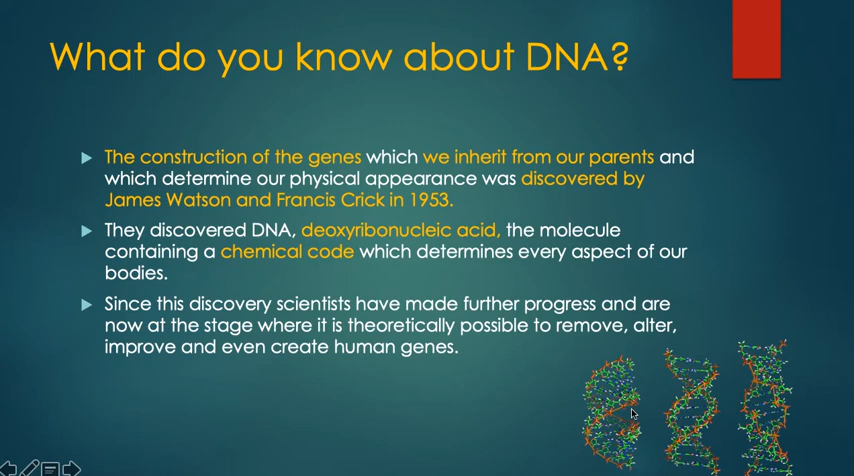 What do you know about DNA?
The construction of the genes which we inherit from our parents and
which determine our physical appearance was discovered by
James Watson and Francis Crick in 1953.
They discovered DNA, deoxyribonucleic acid, the molecule
containing a chemical code which determines every aspect of our
bodies.
Since this discovery scientists have made further progress and are
now at the stage where it is theoretically possible to remove, alter,
improve and even create human genes.